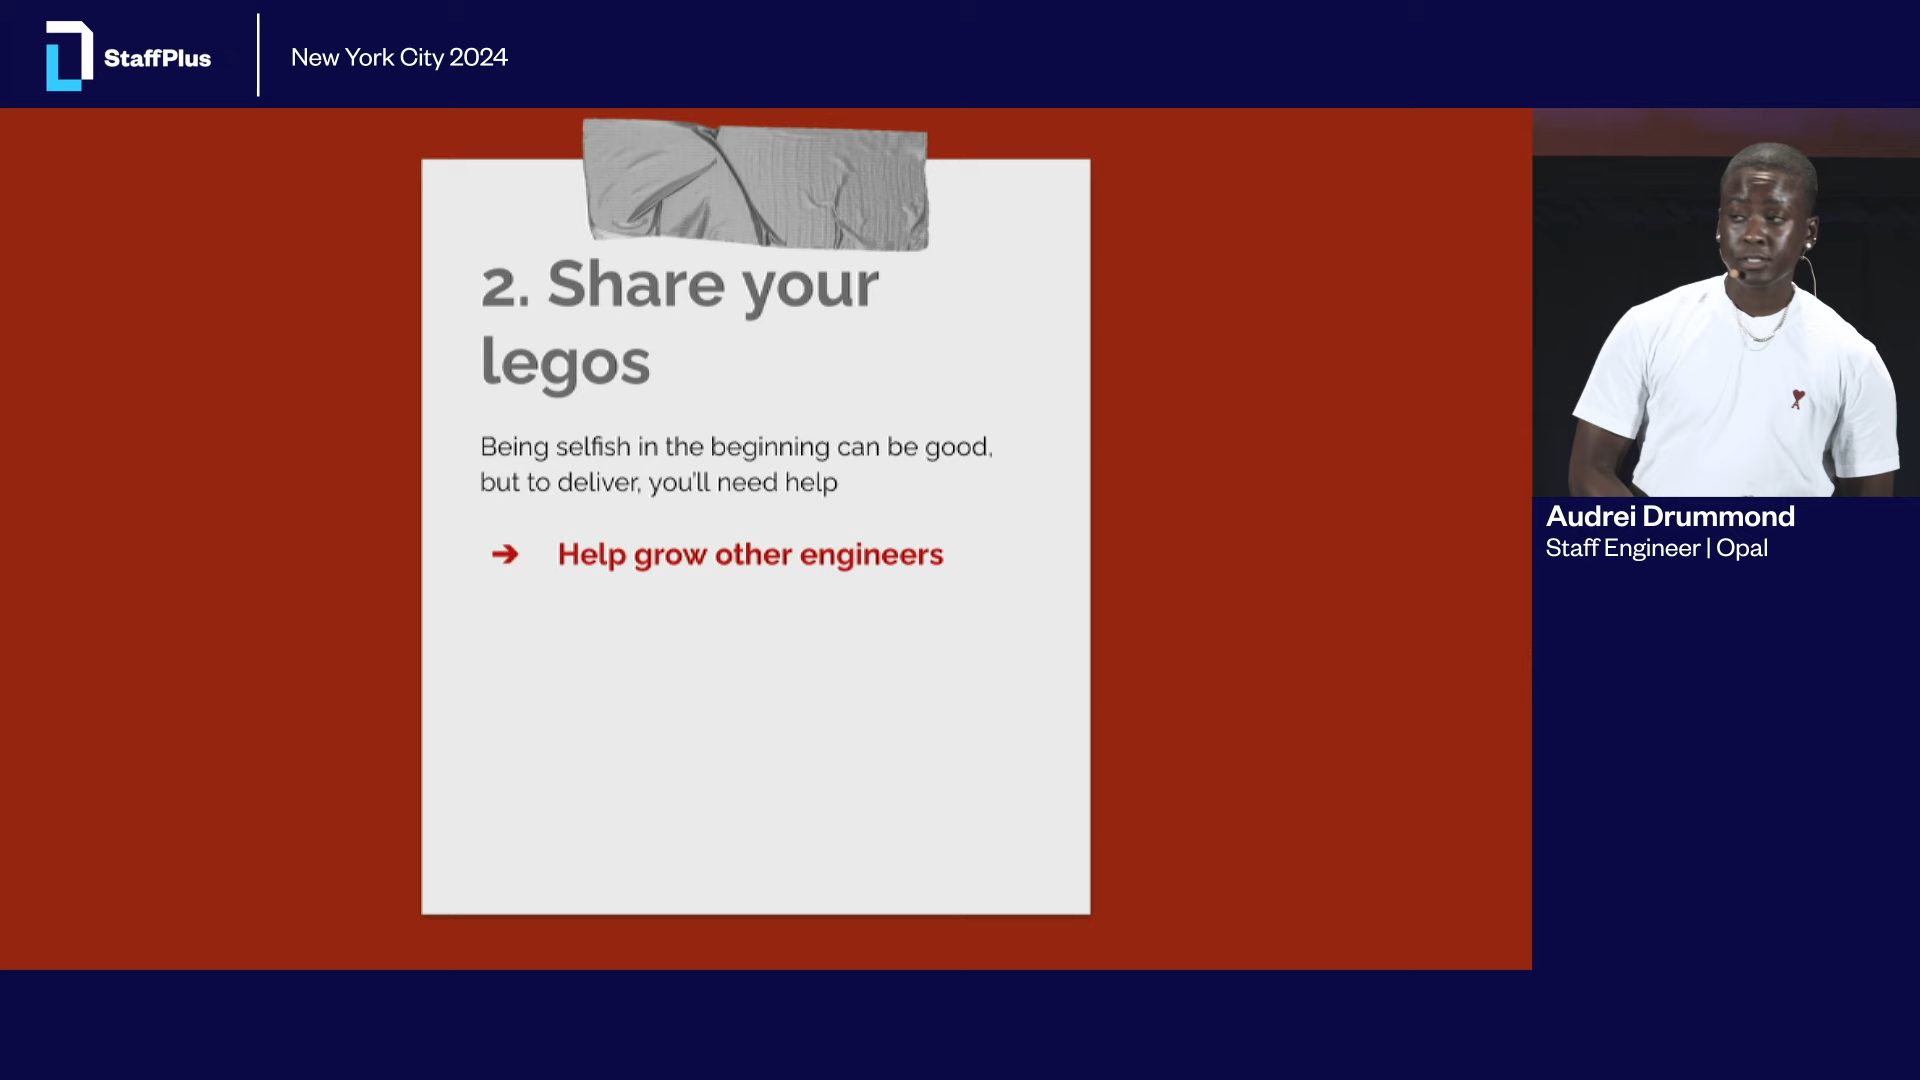 StaffPlus
New York City 2024
2. Share your
legos
Being selfish in the beginning can be good,
but to deliver, you'll need help
➔ Help grow other engineers
Audrei Drummond
Staff Engineer | Opal